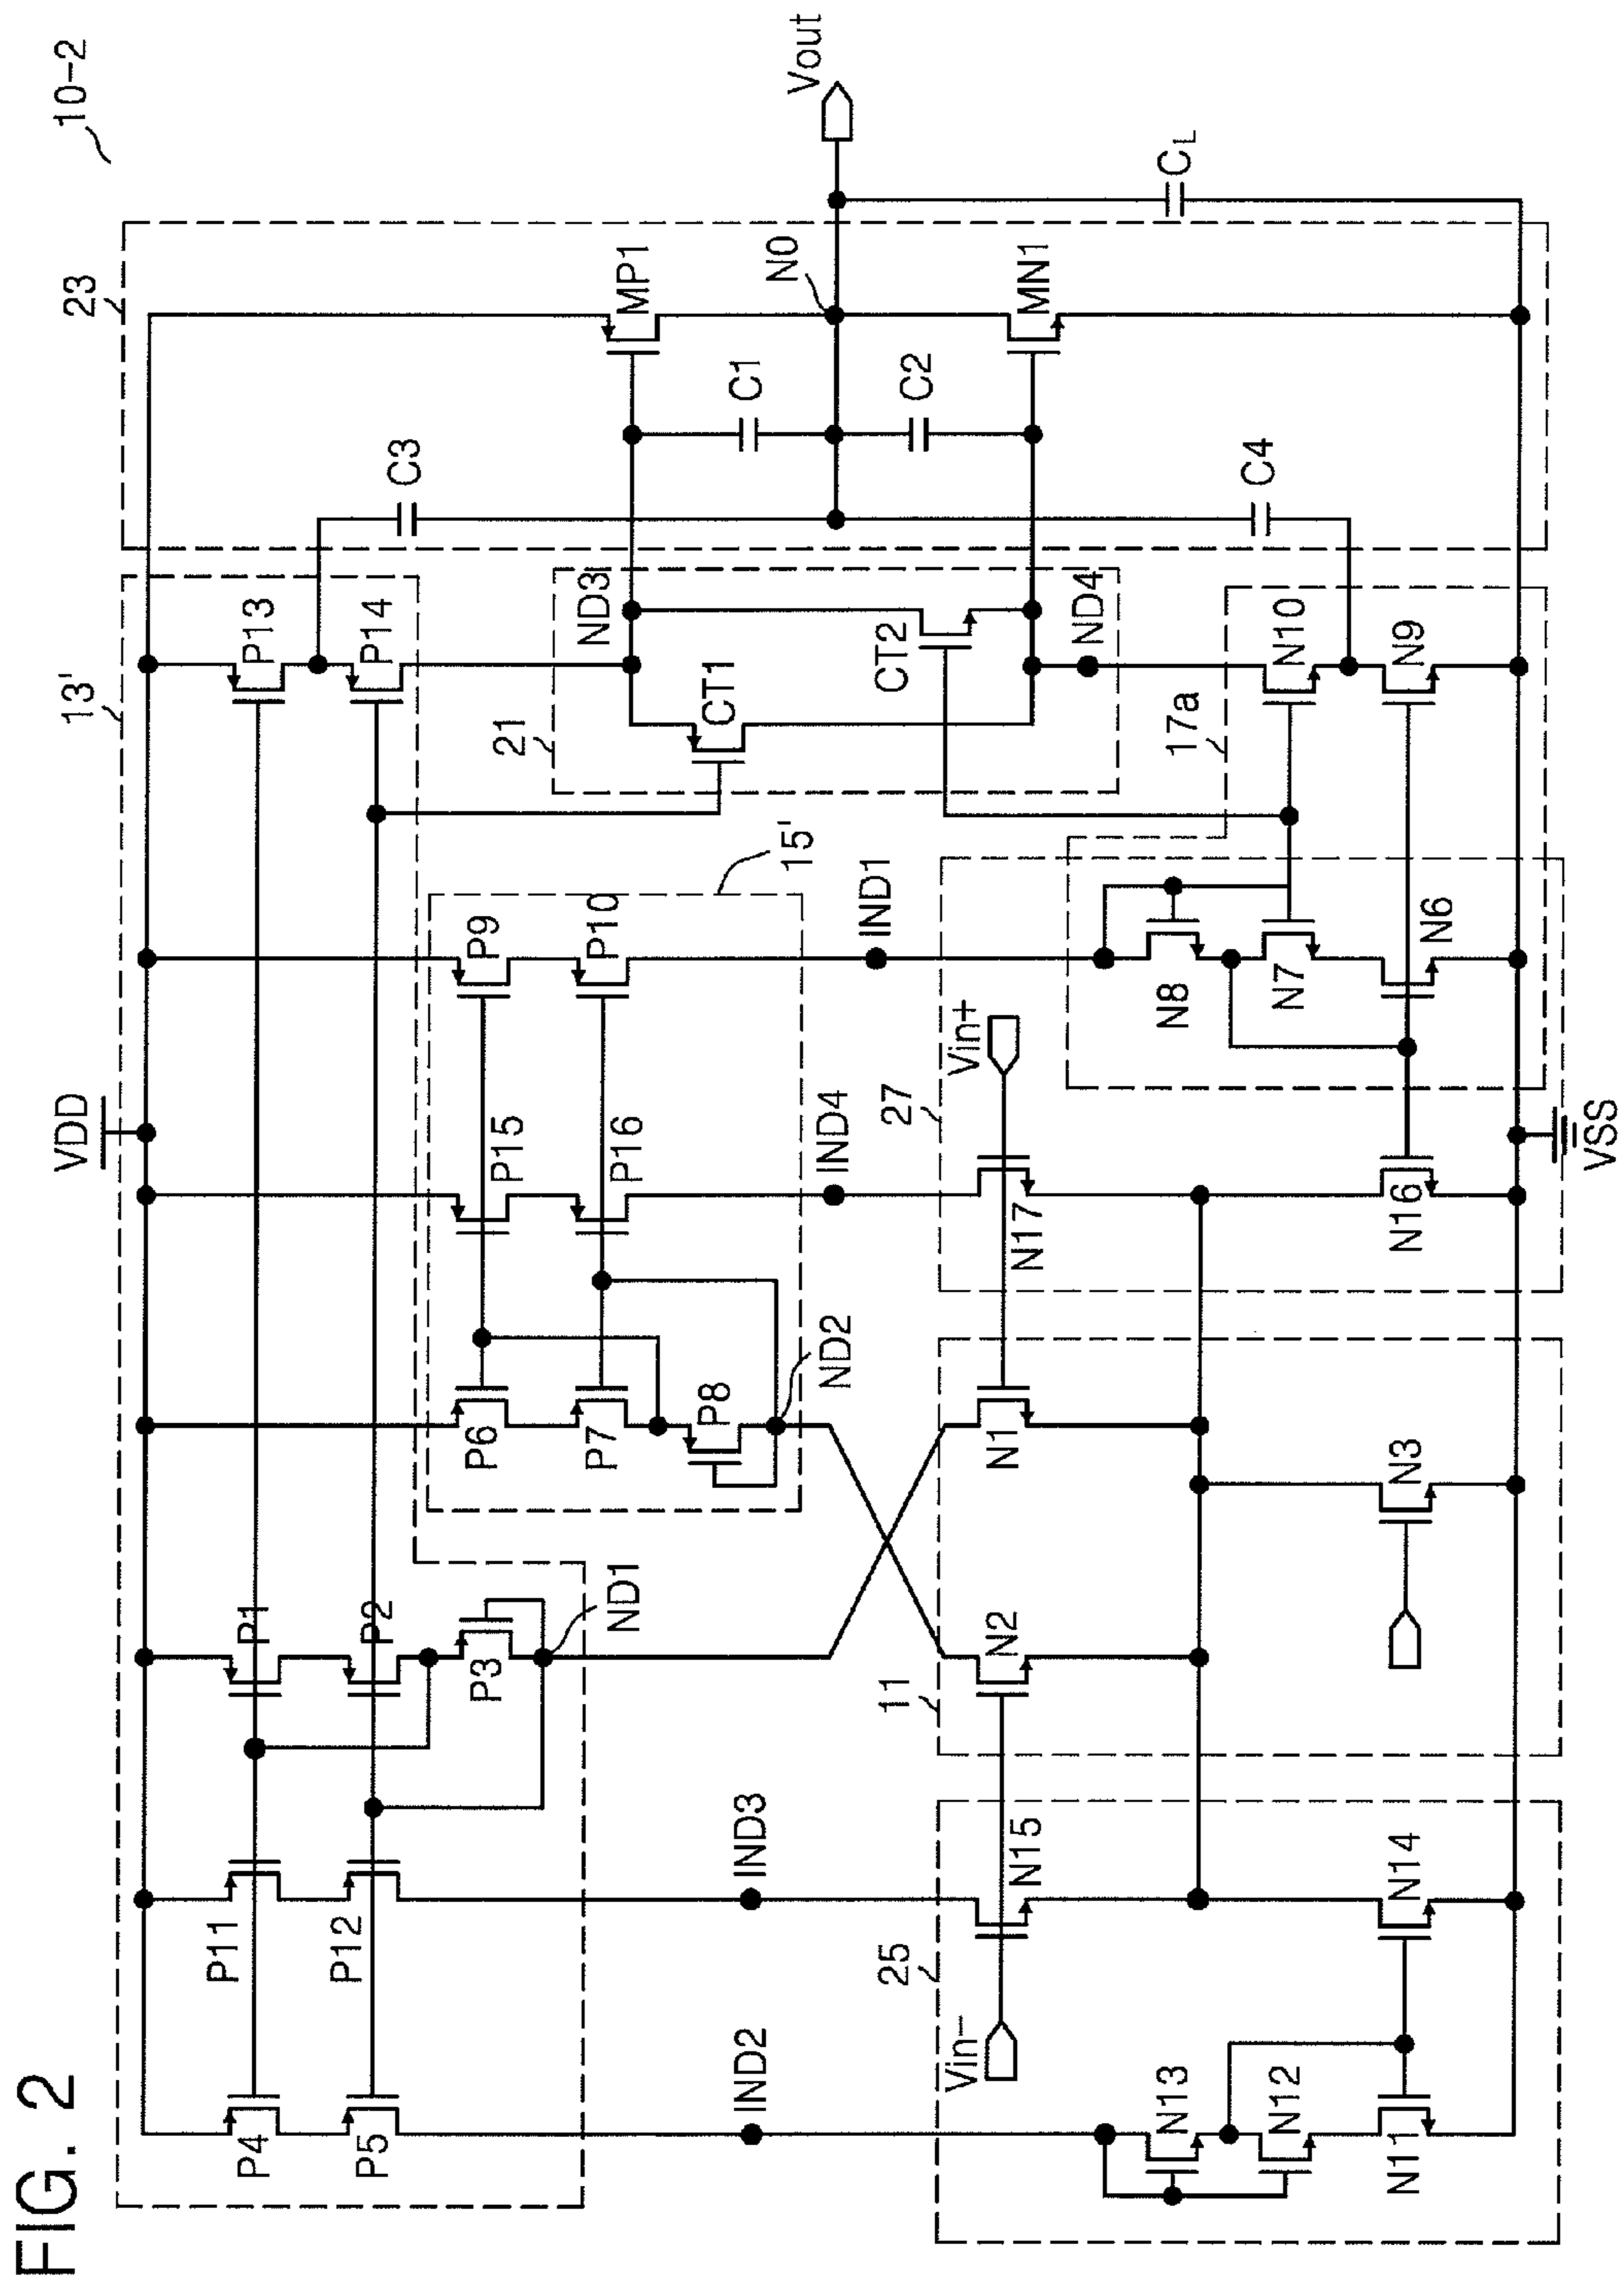 FIG. 2
10-2
23
13'
VDD
P4
P11
P1
P13
P5
P12
P2
P14
P3
ND1
C3
15'
P6
P15
P9
P7
P16
P10
P8
ND2
21
ND3
CT1
CT2
ND4
MP1
C1
N0
Vout
C2
MN1
CL
C4
IND2
IND3
IND4
IND1
25
Vin-
N15
11
N2
N1
27
Vin+
N17
17a
N13
N12
N11
N14
N3
N16
N8
N7
N6
N10
N9
VSS